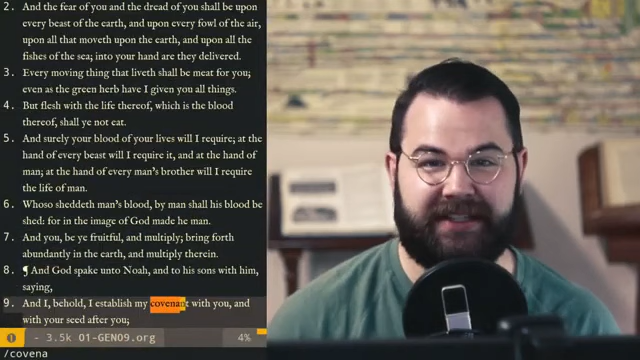 2. And the fear of you and the dread of you shall be upon
every beast of the earth, and upon every fowl of the air,
upon all that moveth upon the earth, and upon all the
fishes of the sea; into your hand are they delivered.
3. Every moving thing that liveth shall be meat for you;
even as the green herb have I given you all things.
4. But flesh with the life thereof, which is the blood
thereof, shall ye not eat.
5. And surely your blood of your lives will I require; at the
hand of every beast will I require it, and at the hand of
man; at the hand of every man's brother will I require
the life of man.
6. Whoso sheddeth man's blood, by man shall his blood be
shed: for in the image of God made he man.
7. And you, be ye fruitful, and multiply; bring forth
abundantly in the earth, and multiply therein.
8. ¶ And God spake unto Noah, and to his sons with him,
saying,
9. And I, behold, I establish my covenant with you, and
with your seed after you;
- 3.5k 01-GEN09.org 4%
/covena